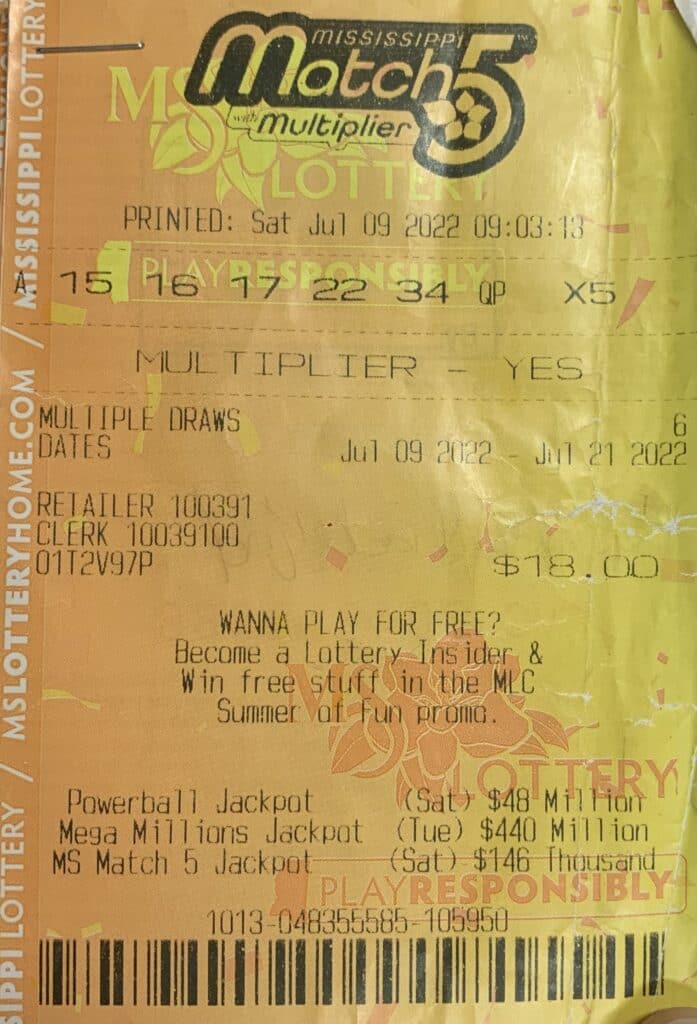 MISSISSIPPI
Match 5™
with Multiplier
MS LOTTERY
PRINTED: Sat Jul 09 2022 09:03:13
PLAYRESPONSIBLY
A 15 16 17 22 34 QP X5
MULTIPLIER - YES
MULTIPLE DRAWS 6
DATES Jul 09 2022 - Jul 21 2022
RETAILER 100391
CLERK 10039100
01T2V97P $18.00
WANNA PLAY FOR FREE?
Become a Lottery Insider &
Win free stuff in the MLC
Summer of Fun promo.
MS LOTTERY
Powerball Jackpot (Sat) $48 Million
Mega Millions Jackpot (Tue) $440 Million
MS Match 5 Jackpot (Sat) $146 Thousand
PLAYRESPONSIBLY
1013-048355585-105950
SIPPI LOTTERY / MSLOTTERYHOME.COM / MISSISSIPPI LOTTERY